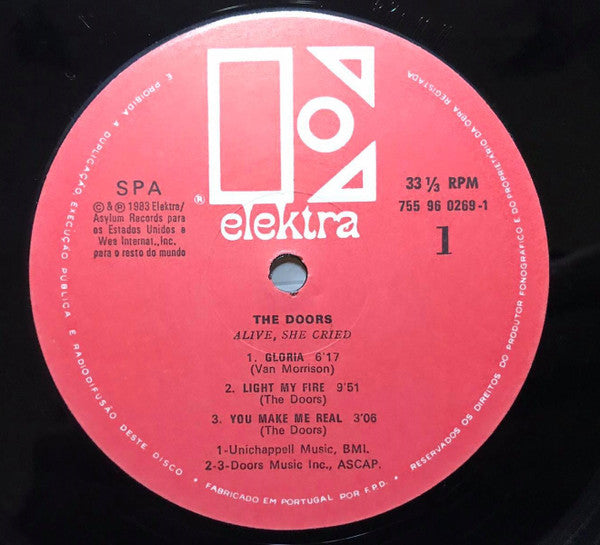 elektra
®
SPA
© & ℗ 1983 Elektra/
Asylum Records para
os Estados Unidos e
Wea Internat., Inc.
para o resto do mundo
33 ⅓ RPM
755 96 0269-1
1
THE DOORS
ALIVE, SHE CRIED
1. GLORIA 6'17
(Van Morrison)
2. LIGHT MY FIRE 9'51
(The Doors)
3. YOU MAKE ME REAL 3'06
(The Doors)
1-Unichappell Music, BMI.
2-3-Doors Music Inc., ASCAP.
É PROIBIDA A DUPLICAÇÃO, EXECUÇÃO PÚBLICA E RADIODIFUSÃO DESTE DISCO • FABRICADO EM PORTUGAL POR F.P.D. • RESERVADOS OS DIREITOS DO PRODUTOR FONOGRÁFICO E DO PROPRIETÁRIO DA OBRA REGISTADA